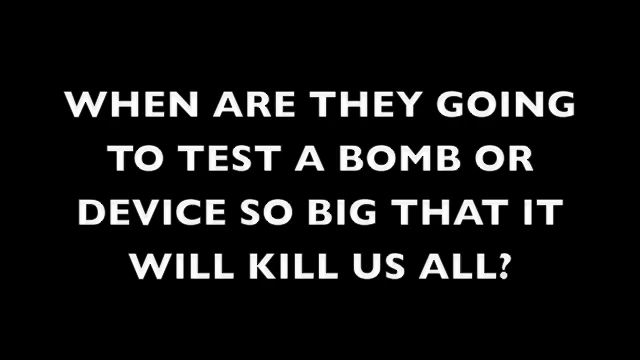 WHEN ARE THEY GOING
TO TEST A BOMB OR
DEVICE SO BIG THAT IT
WILL KILL US ALL?